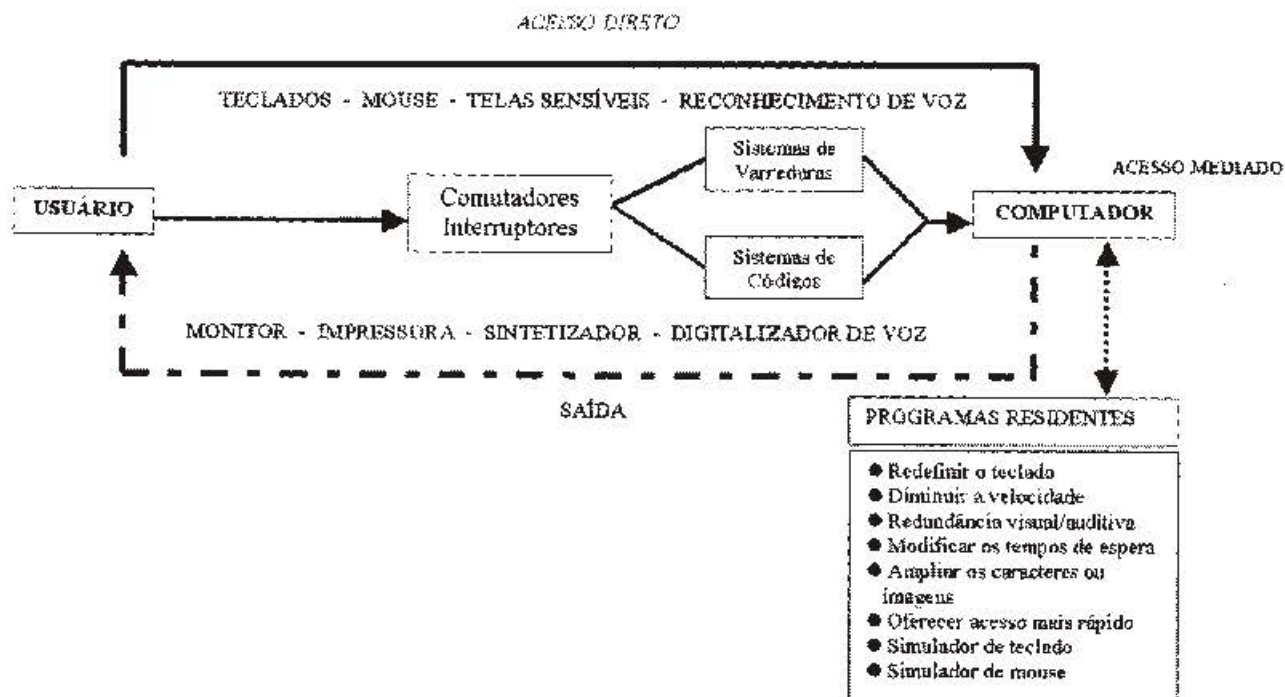 ACESSO DIRETO
TECLADOS - MOUSE - TELAS SENSÍVEIS - RECONHECIMENTO DE VOZ
Sistemas de
Varreduras
ACESSO MEDIADO
USUÁRIO
Comutadores
Interruptores
COMPUTADOR
Sistemas de
Códigos
MONITOR - IMPRESSORA - SINTETIZADOR - DIGITALIZADOR DE VOZ
SAÍDA
PROGRAMAS RESIDENTES
● Redefinir o teclado
● Diminuir a velocidade
● Redundância visual/auditiva
● Modificar os tempos de espera
● Ampliar os caracteres ou
imagens
● Oferecer acesso mais rápido
● Simulador de teclado
● Simulador de mouse